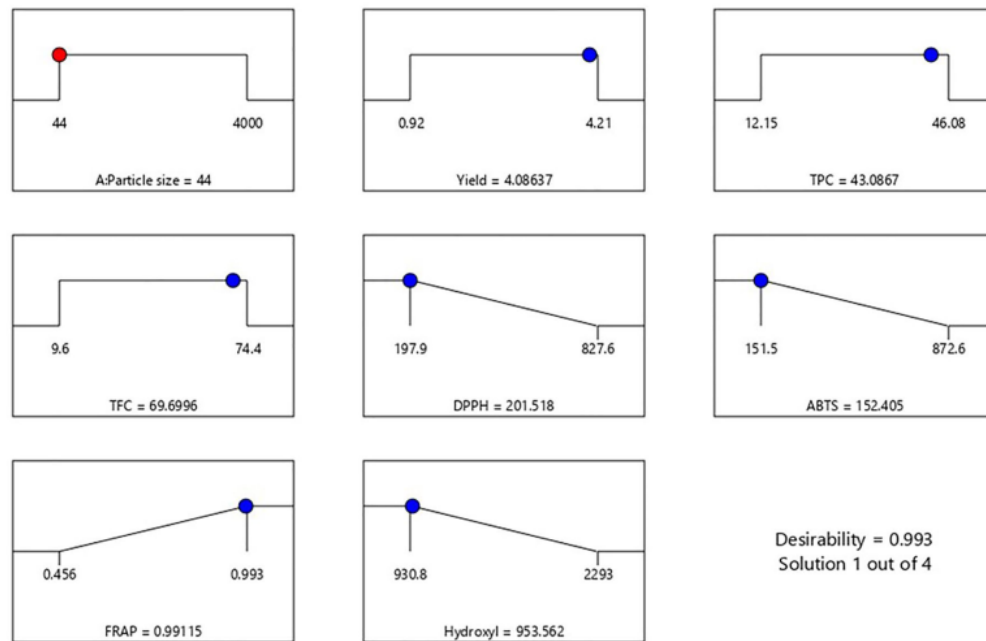 44 4000
A:Particle size = 44
0.92 4.21
Yield = 4.08637
12.15 46.08
TPC = 43.0867
9.6 74.4
TFC = 69.6996
197.9 827.6
DPPH = 201.518
151.5 872.6
ABTS = 152.405
0.456 0.993
FRAP = 0.99115
930.8 2293
Hydroxyl = 953.562
Desirability = 0.993
Solution 1 out of 4